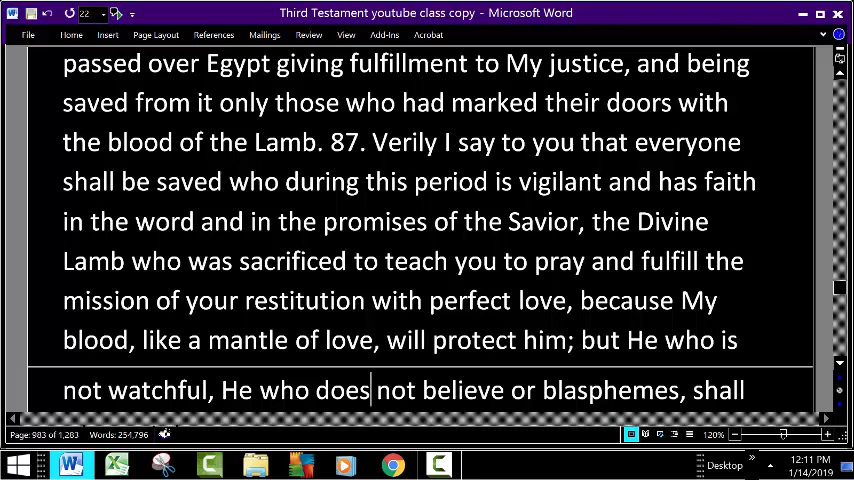 Third Testament youtube class copy - Microsoft Word
22
File Home Insert Page Layout References Mailings Review View Add-Ins Acrobat
passed over Egypt giving fulfillment to My justice, and being
saved from it only those who had marked their doors with
the blood of the Lamb. 87. Verily I say to you that everyone
shall be saved who during this period is vigilant and has faith
in the word and in the promises of the Savior, the Divine
Lamb who was sacrificed to teach you to pray and fulfill the
mission of your restitution with perfect love, because My
blood, like a mantle of love, will protect him; but He who is
not watchful, He who does not believe or blasphemes, shall
Page: 983 of 1,283 Words: 254,796 120%
Desktop 12:11 PM
1/14/2019